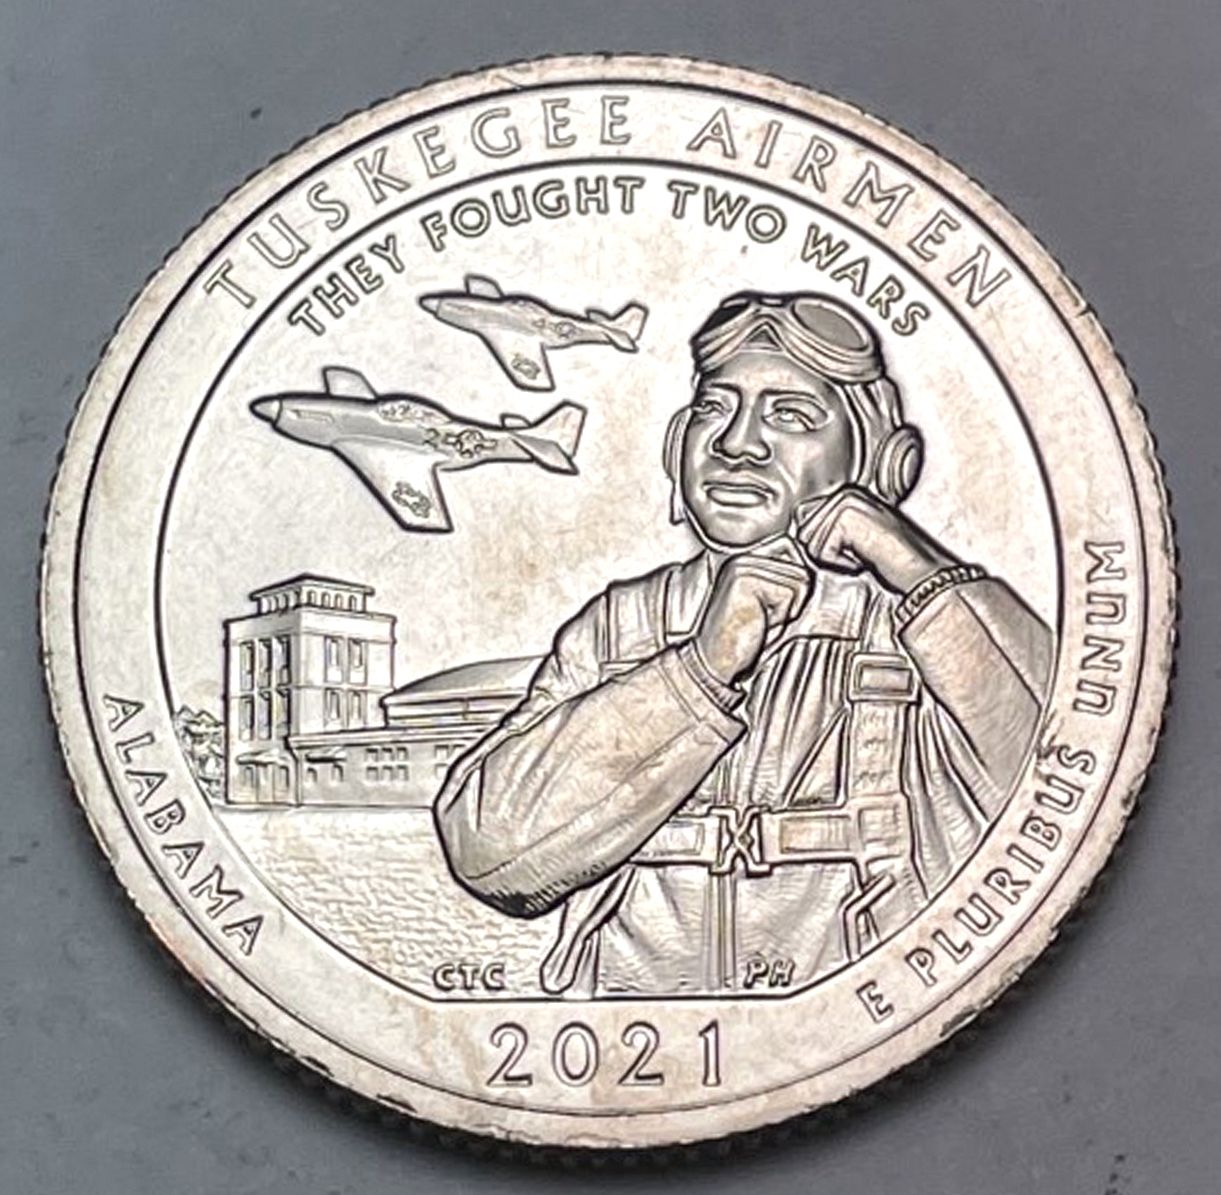 TUSKEGEE AIRMEN
THEY FOUGHT TWO WARS
ALABAMA
E PLURIBUS UNUM
CTC
PH
2021